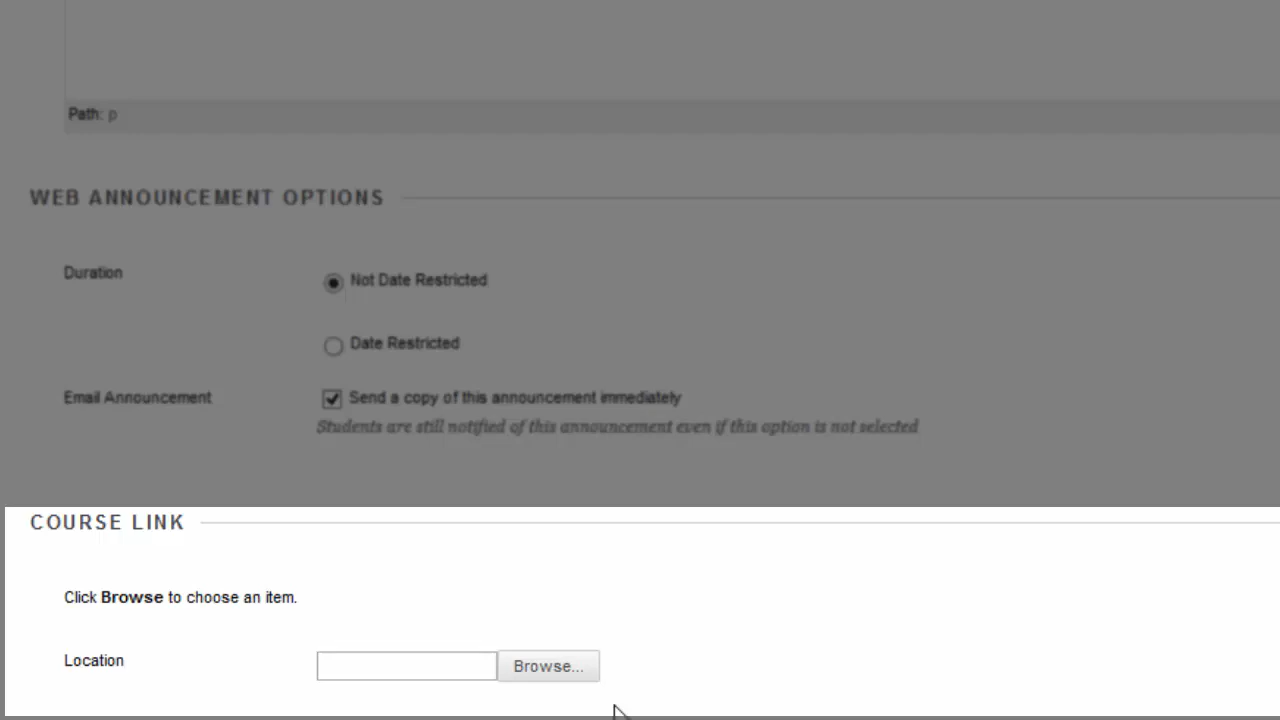 Path: p
WEB ANNOUNCEMENT OPTIONS
Duration
Not Date Restricted
Date Restricted
Email Announcement
Send a copy of this announcement immediately
Students are still notified of this announcement even if this option is not selected
COURSE LINK
Click Browse to choose an item.
Location
Browse...